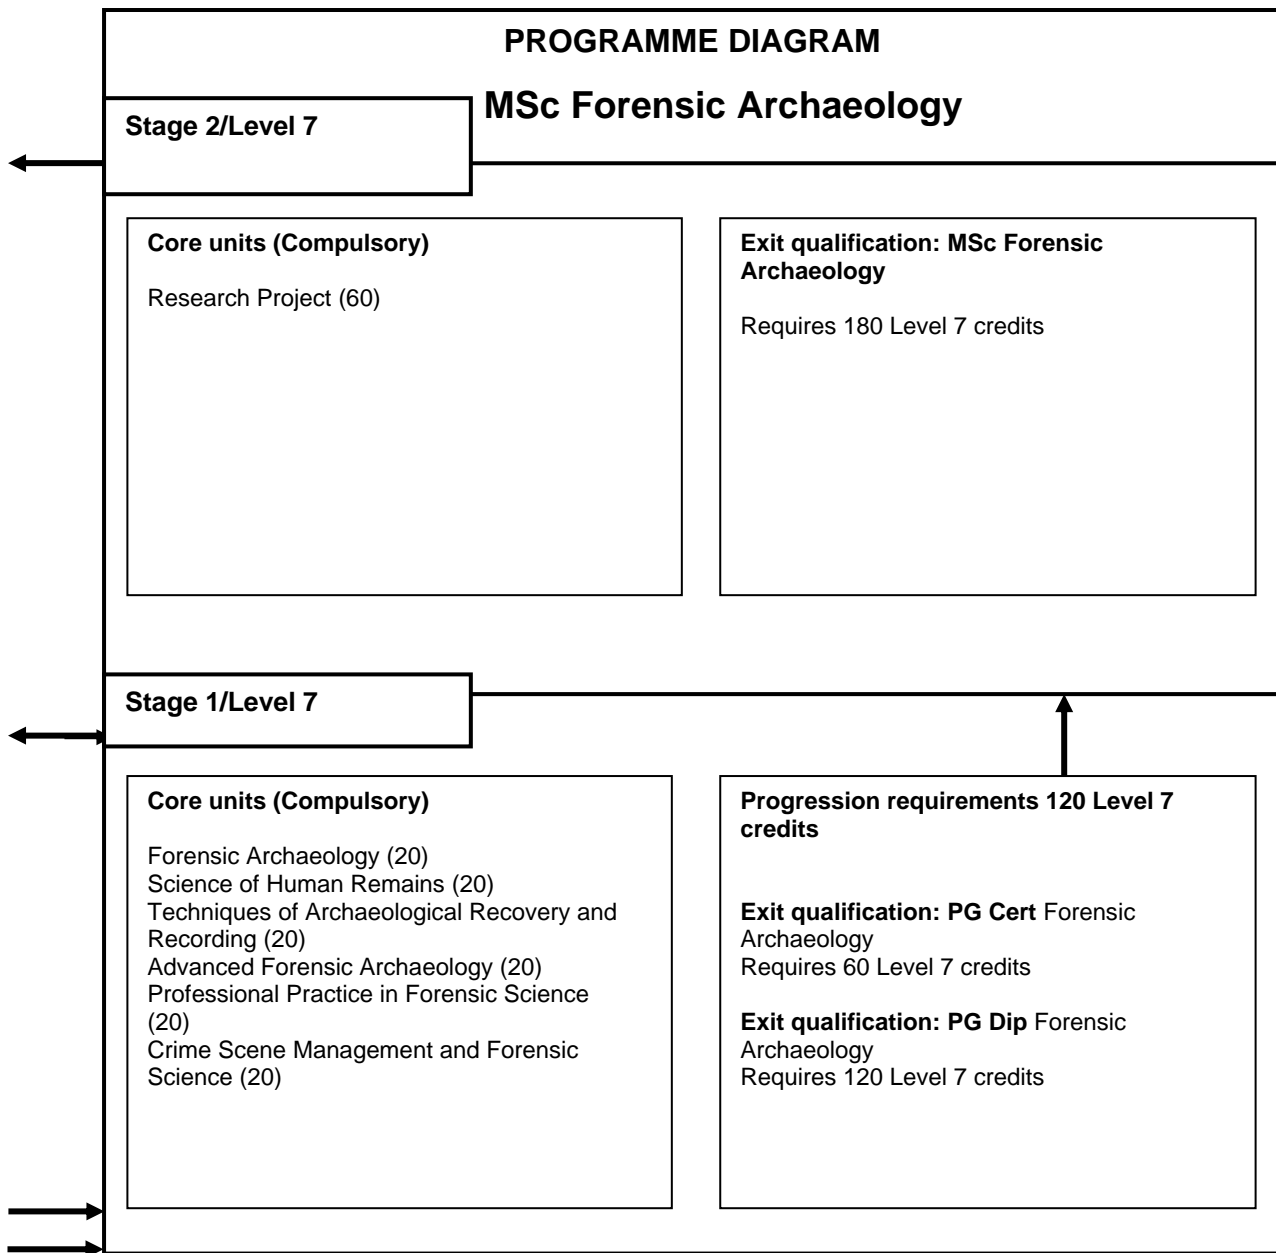 PROGRAMME DIAGRAM
MSc Forensic Archaeology
Stage 2/Level 7
Core units (Compulsory)
Research Project (60)
Exit qualification: MSc Forensic
Archaeology
Requires 180 Level 7 credits
Stage 1/Level 7
Core units (Compulsory)
Forensic Archaeology (20)
Science of Human Remains (20)
Techniques of Archaeological Recovery and
Recording (20)
Advanced Forensic Archaeology (20)
Professional Practice in Forensic Science
(20)
Crime Scene Management and Forensic
Science (20)
Progression requirements 120 Level 7
credits
Exit qualification: PG Cert Forensic
Archaeology
Requires 60 Level 7 credits
Exit qualification: PG Dip Forensic
Archaeology
Requires 120 Level 7 credits